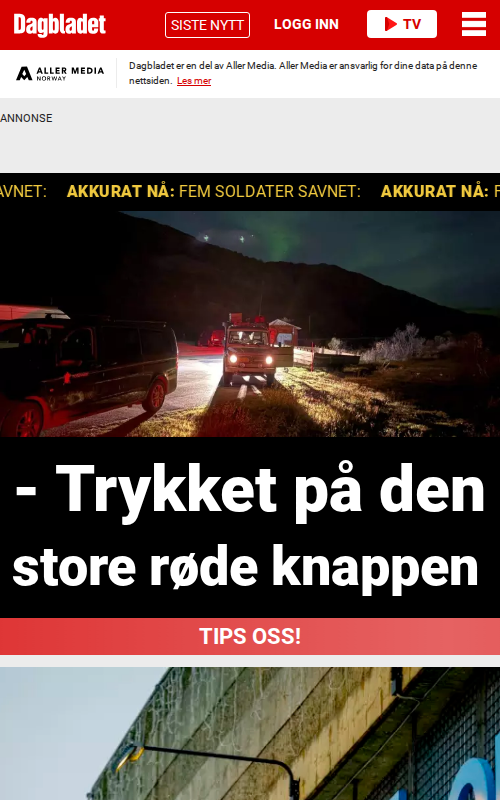 Dagbladet
SISTE NYTT
LOGG INN
TV
ALLER MEDIA
NORWAY
Dagbladet er en del av Aller Media. Aller Media er ansvarlig for dine data på denne
nettsiden. Les mer
ANNONSE
AVNET: AKKURAT NÅ: FEM SOLDATER SAVNET: AKKURAT NÅ: F
- Trykket på den
store røde knappen
TIPS OSS!